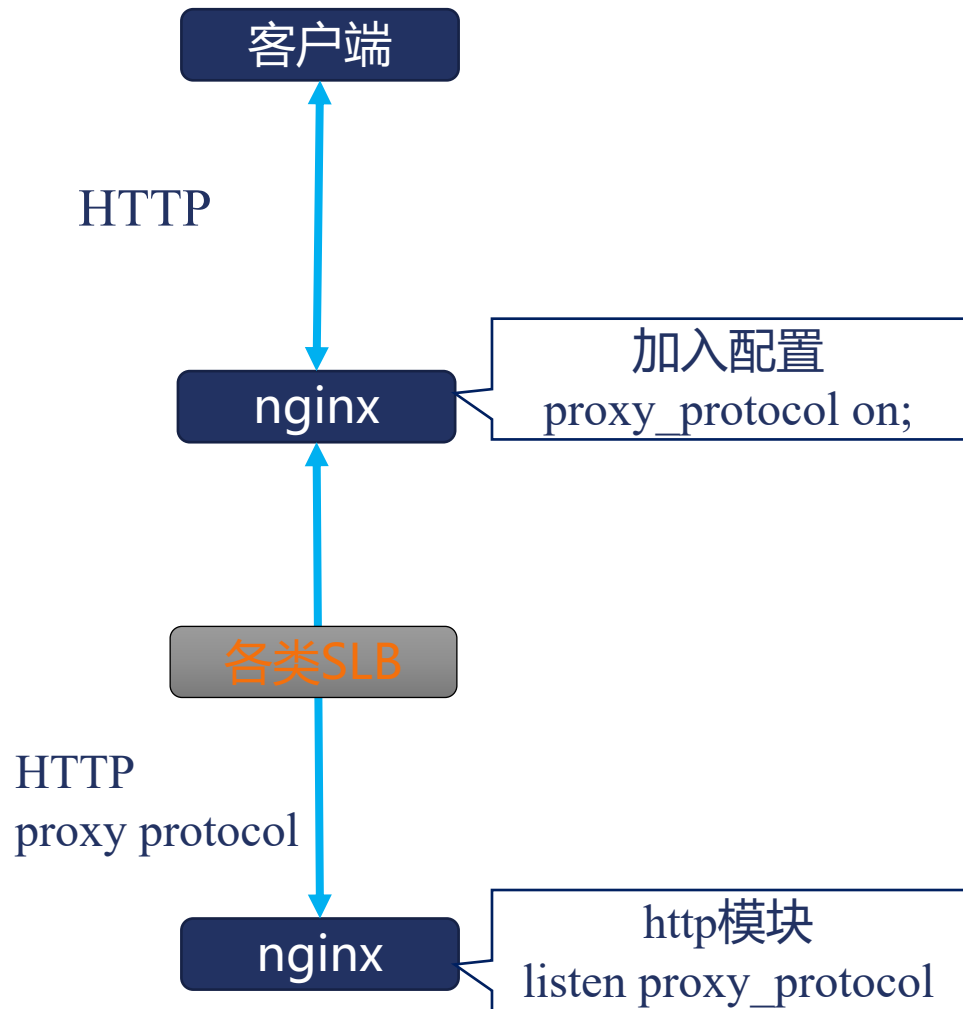 客户端
HTTP
加入配置
nginx
proxy_protocol on;
各类SLB
HTTP
proxy protocol
http模块
nginx
listen proxy_protocol